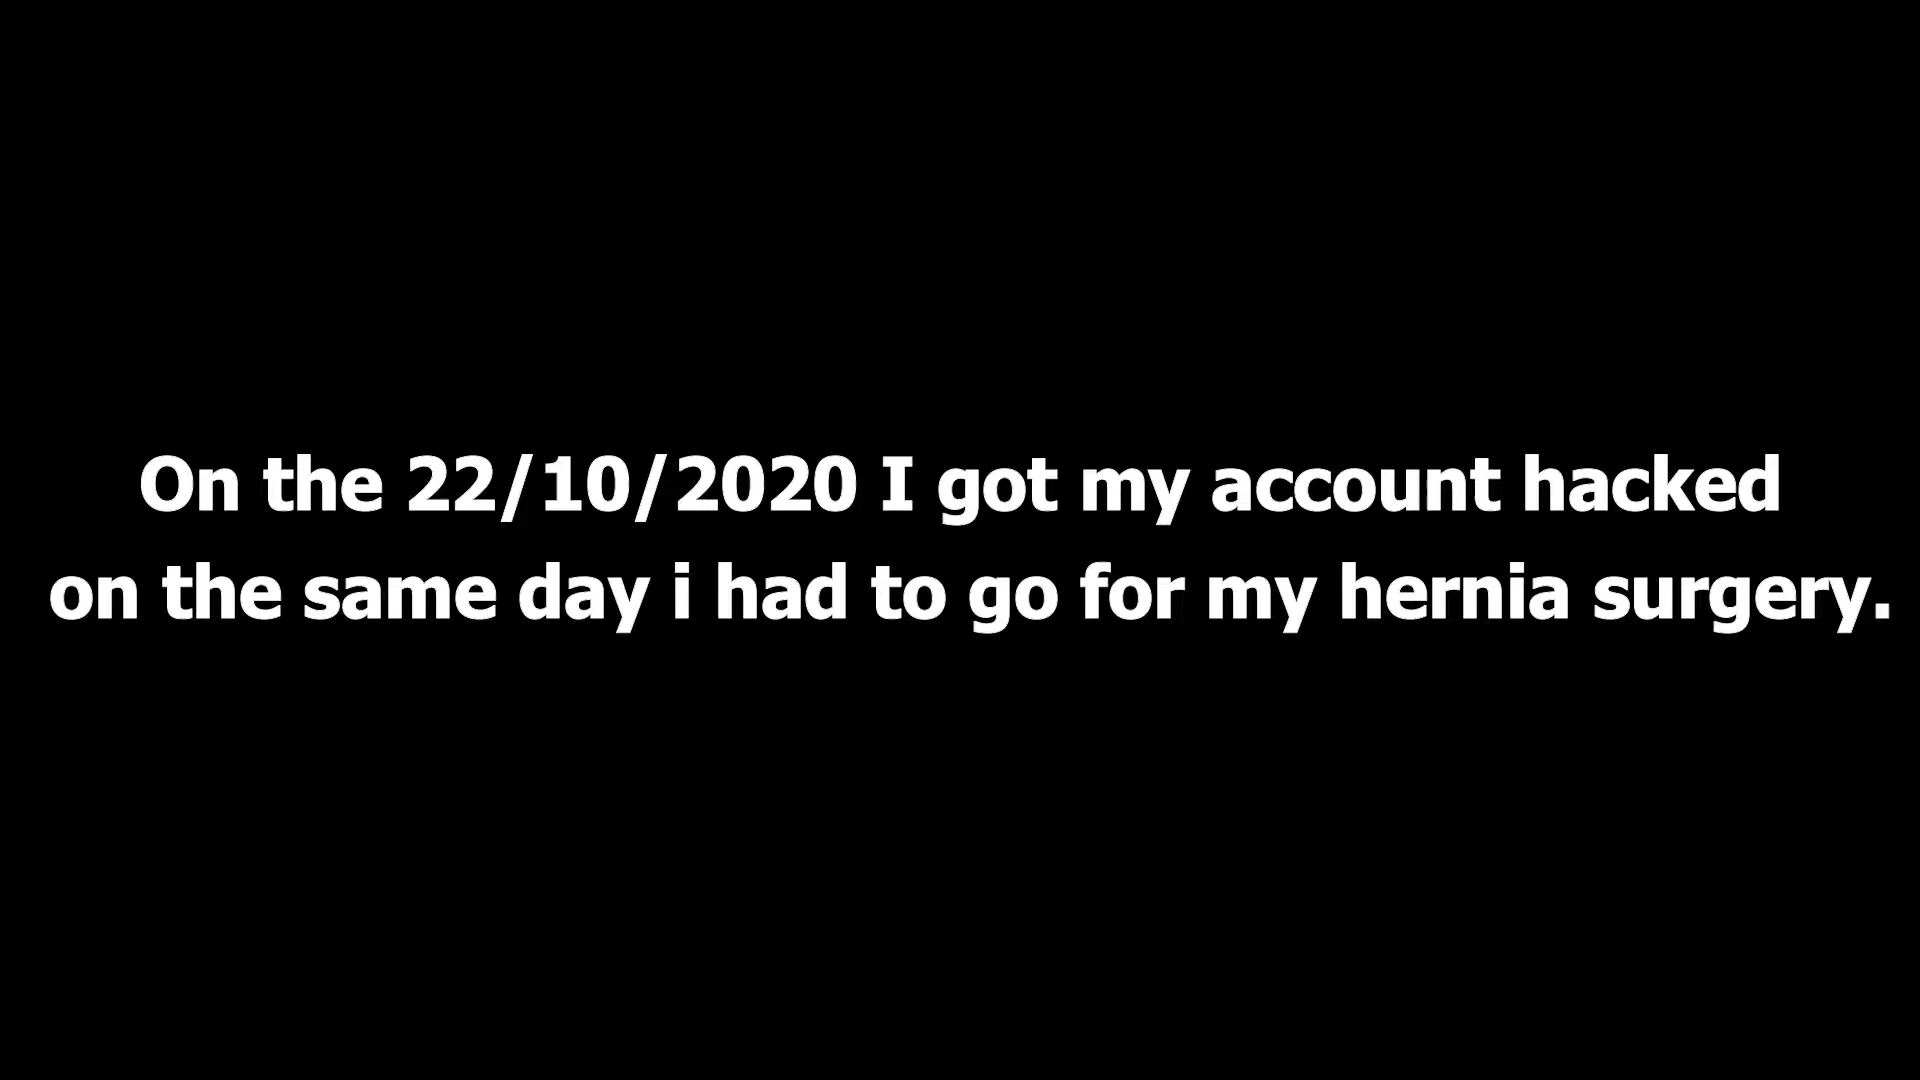 On the 22/10/2020 I got my account hacked
on the same day i had to go for my hernia surgery.